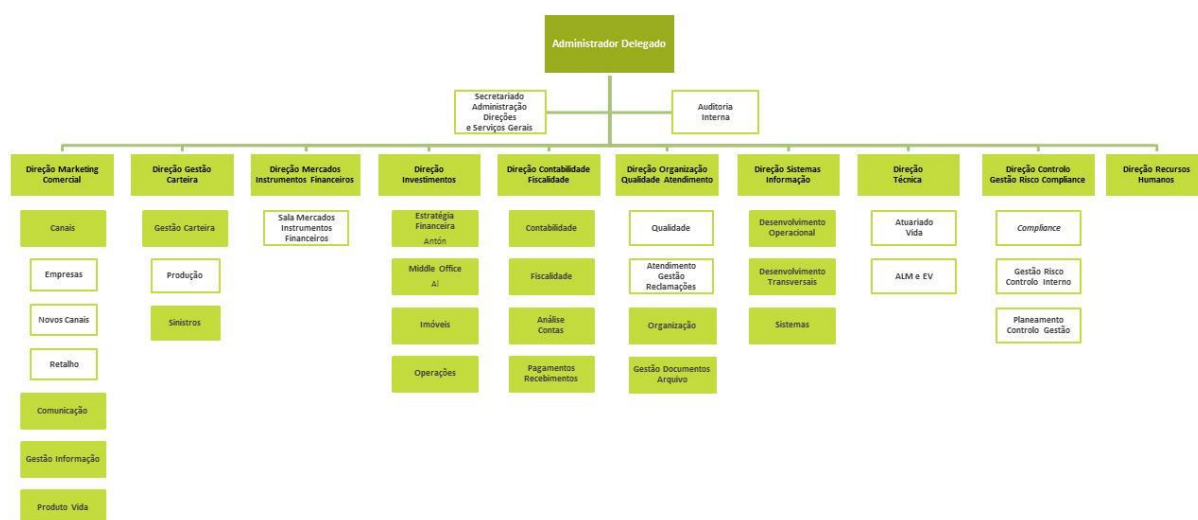 Administrador Delegado
Secretariado
Administração
Direções
e Serviços Gerais
Auditoria
Interna
Direção Marketing
Comercial
Direção Gestão
Carteira
Direção Mercados
Instrumentos Financeiros
Direção
Investimentos
Direção Contabilidade
Fiscalidade
Direção Organização
Qualidade Atendimento
Direção Sistemas
Informação
Direção
Técnica
Direção Controlo
Gestão Risco Compliance
Direção Recursos
Humanos
Canais
Empresas
Novos Canais
Retalho
Comunicação
Gestão Informação
Produto Vida
Gestão Carteira
Produção
Sinistros
Sala Mercados
Instrumentos
Financeiros
Estratégia
Financeira
Antón
Middle Office
Al
Imóveis
Operações
Contabilidade
Fiscalidade
Análise
Contas
Pagamentos
Recebimentos
Qualidade
Atendimento
Gestão
Reclamações
Organização
Gestão Documentos
Arquivo
Desenvolvimento
Operacional
Desenvolvimento
Transversais
Sistemas
Atuariado
Vida
ALM e EV
Compliance
Gestão Risco
Controlo Interno
Planeamento
Controlo Gestão